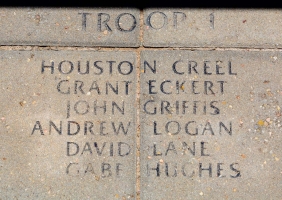 TROOP 1
HOUSTON CREEL
GRANT ECKERT
JOHN GRIFFIS
ANDREW LOGAN
DAVID LANE
GABE HUGHES